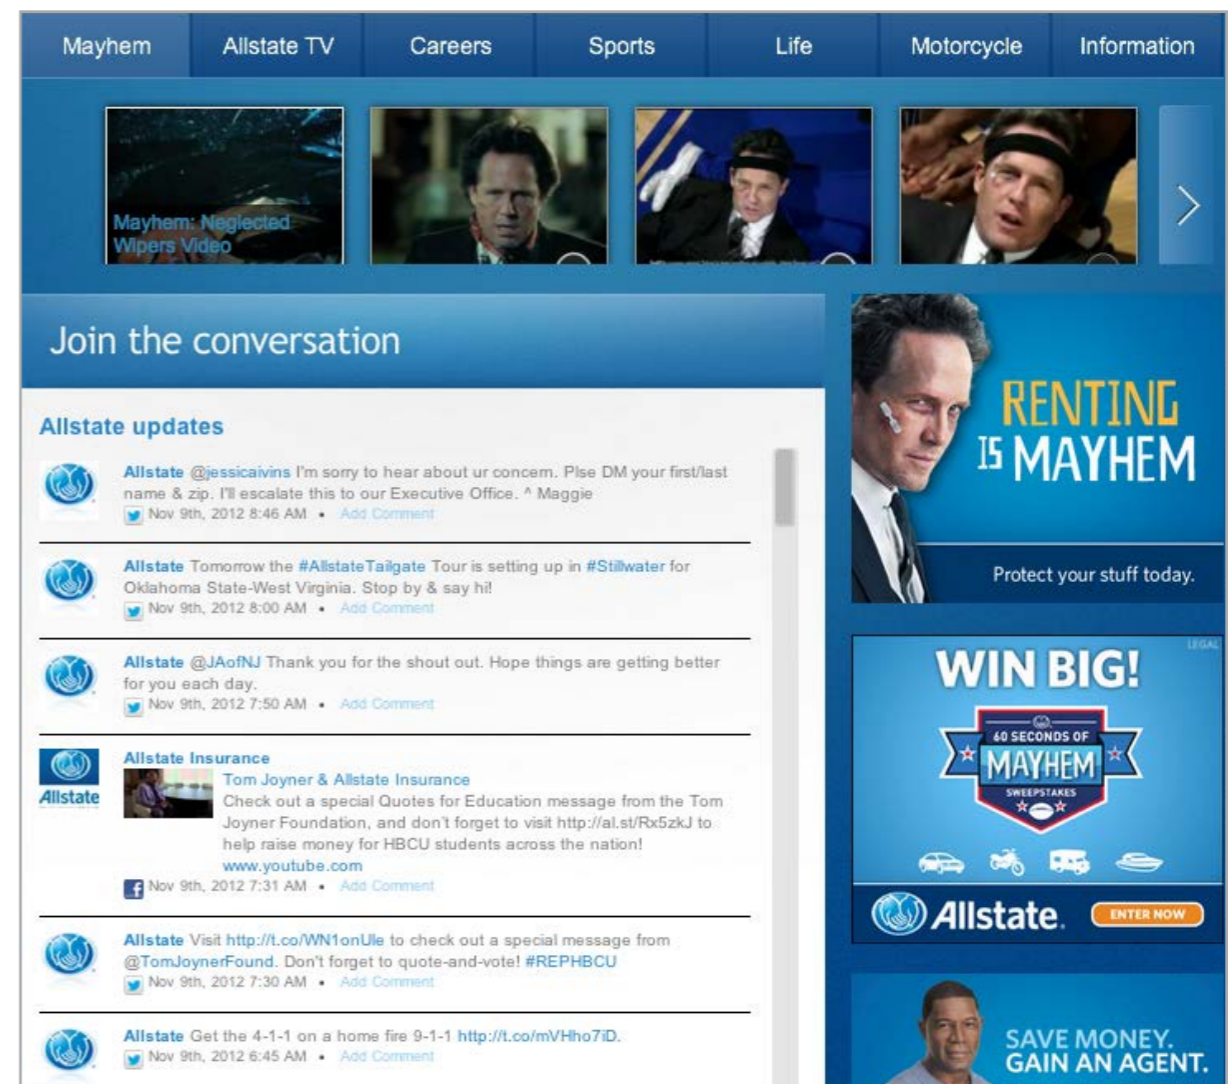 Mayhem
Allstate TV
Careers
Sports
Life
Motorcycle
Information
Mayhem: Neglected
Wipers Video
Join the conversation
Allstate updates
Allstate @jessicaivins I'm sorry to hear about ur concern. Plse DM your first/last
name & zip. I'll escalate this to our Executive Office. ^ Maggie
Nov 9th, 2012 8:46 AM • Add Comment
Allstate Tomorrow the #AllstateTailgate Tour is setting up in #Stillwater for
Oklahoma State-West Virginia. Stop by & say hi!
Nov 9th, 2012 8:00 AM • Add Comment
Allstate @JAofNJ Thank you for the shout out. Hope things are getting better
for you each day.
Nov 9th, 2012 7:50 AM • Add Comment
Allstate
Allstate Insurance
Tom Joyner & Allstate Insurance
Check out a special Quotes for Education message from the Tom
Joyner Foundation, and don't forget to visit http://al.st/Rx5zkJ to
help raise money for HBCU students across the nation!
www.youtube.com
Nov 9th, 2012 7:31 AM • Add Comment
Allstate Visit http://t.co/WN1onUle to check out a special message from
@TomJoynerFound. Don't forget to quote-and-vote! #REPHBCU
Nov 9th, 2012 7:30 AM • Add Comment
Allstate Get the 4-1-1 on a home fire 9-1-1 http://t.co/mVHho7iD.
Nov 9th, 2012 6:45 AM • Add Comment
RENTING
IS MAYHEM
Protect your stuff today.
LEGAL
WIN BIG!
60 SECONDS OF
MAYHEM
SWEEPSTAKES
Allstate.
ENTER NOW
SAVE MONEY.
GAIN AN AGENT.